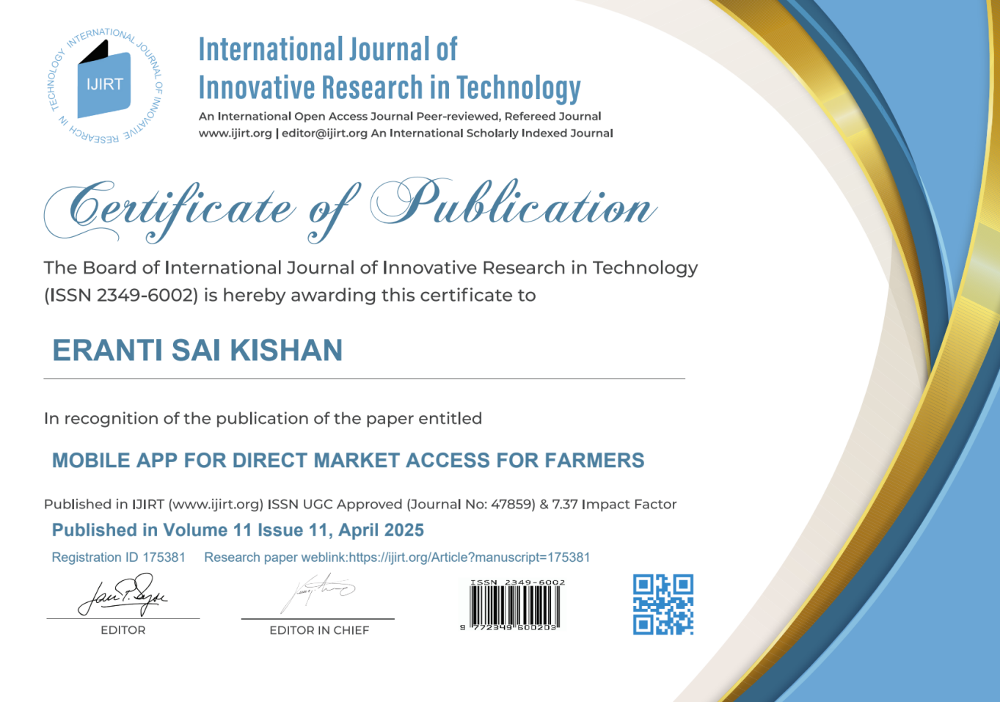 INTERNATIONAL JOURNAL OF INNOVATIVE RESEARCH IN TECHNOLOGY
IJIRT
International Journal of
Innovative Research in Technology
An International Open Access Journal Peer-reviewed, Refereed Journal
www.ijirt.org | editor@ijirt.org An International Scholarly Indexed Journal
Certificate of Publication
The Board of International Journal of Innovative Research in Technology
(ISSN 2349-6002) is hereby awarding this certificate to
ERANTI SAI KISHAN
In recognition of the publication of the paper entitled
MOBILE APP FOR DIRECT MARKET ACCESS FOR FARMERS
Published in IJIRT (www.ijirt.org) ISSN UGC Approved (Journal No: 47859) & 7.37 Impact Factor
Published in Volume 11 Issue 11, April 2025
Registration ID 175381 Research paper weblink:https://ijirt.org/Article?manuscript=175381
EDITOR
EDITOR IN CHIEF
ISSN 2349-6002
9 772349 600203